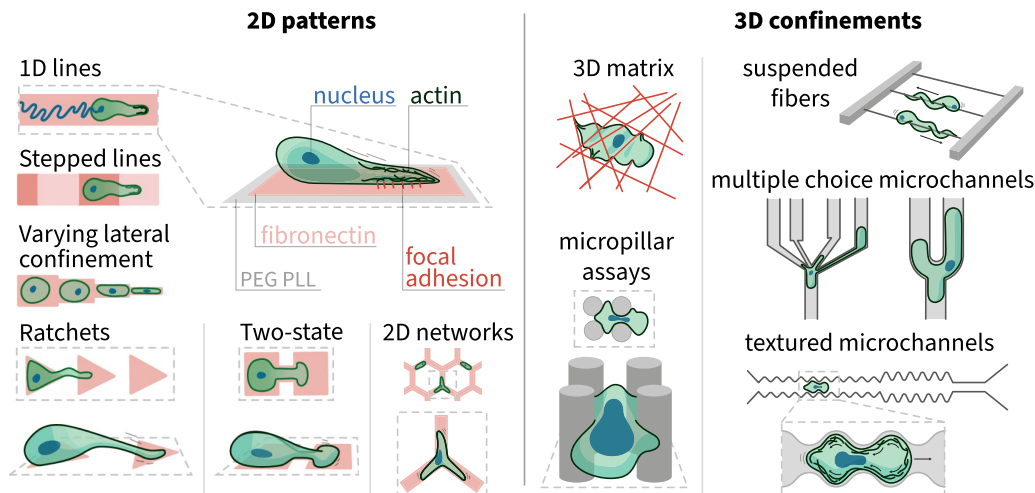 2D patterns
1D lines
nucleus
actin
Stepped lines
fibronectin
Varying lateral
confinement
focal
adhesion
PEG PLL
Ratchets
Two-state
2D networks
3D confinements
3D matrix
suspended
fibers
multiple choice microchannels
micropillar
assays
textured microchannels